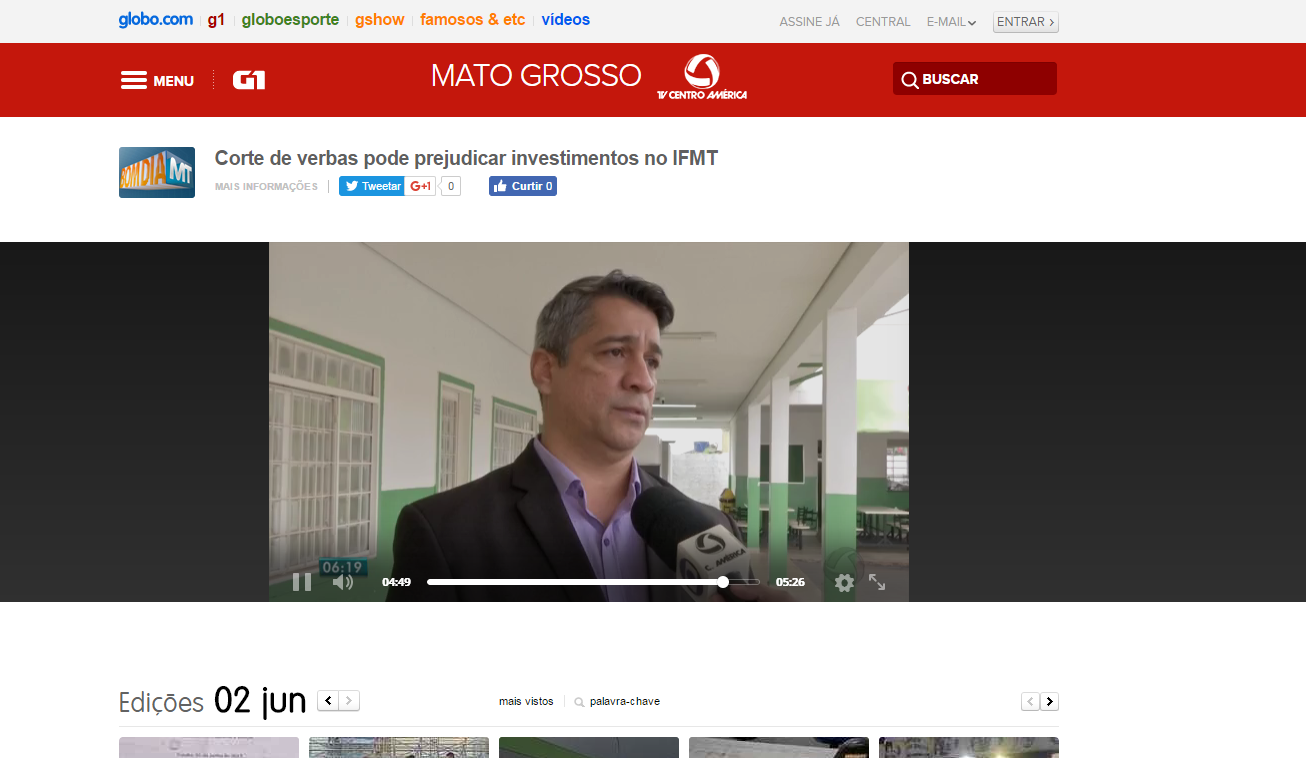 globo.com g1 globoesporte gshow famosos & etc vídeos ASSINE JÁ CENTRAL E-MAIL ENTRAR ›
MENU G1 MATO GROSSO TV CENTRO AMÉRICA BUSCAR
BOM DIA MT
Corte de verbas pode prejudicar investimentos no IFMT
MAIS INFORMAÇÕES Tweetar G+1 0 Curtir 0
C. AMÉRICA
06:19
04:49 05:26
Edições 02 jun mais vistos palavra-chave